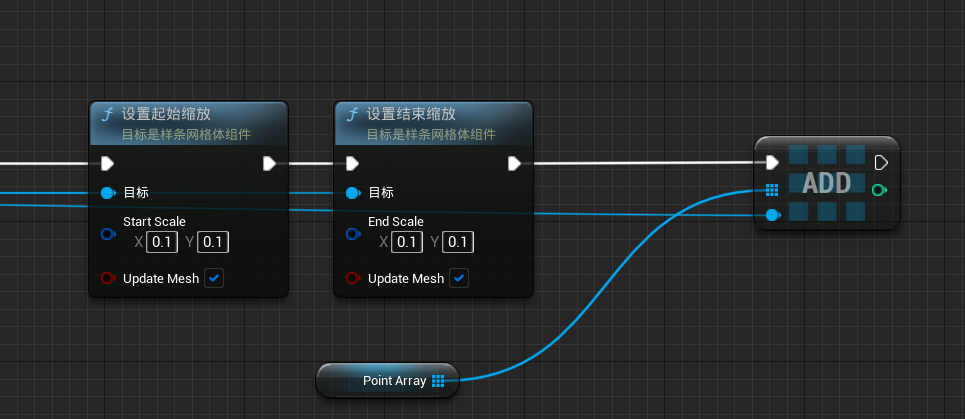 设置起始缩放
目标是样条网格体组件
目标
Start Scale
X 0.1 Y 0.1
Update Mesh
设置结束缩放
目标是样条网格体组件
目标
End Scale
X 0.1 Y 0.1
Update Mesh
ADD
Point Array